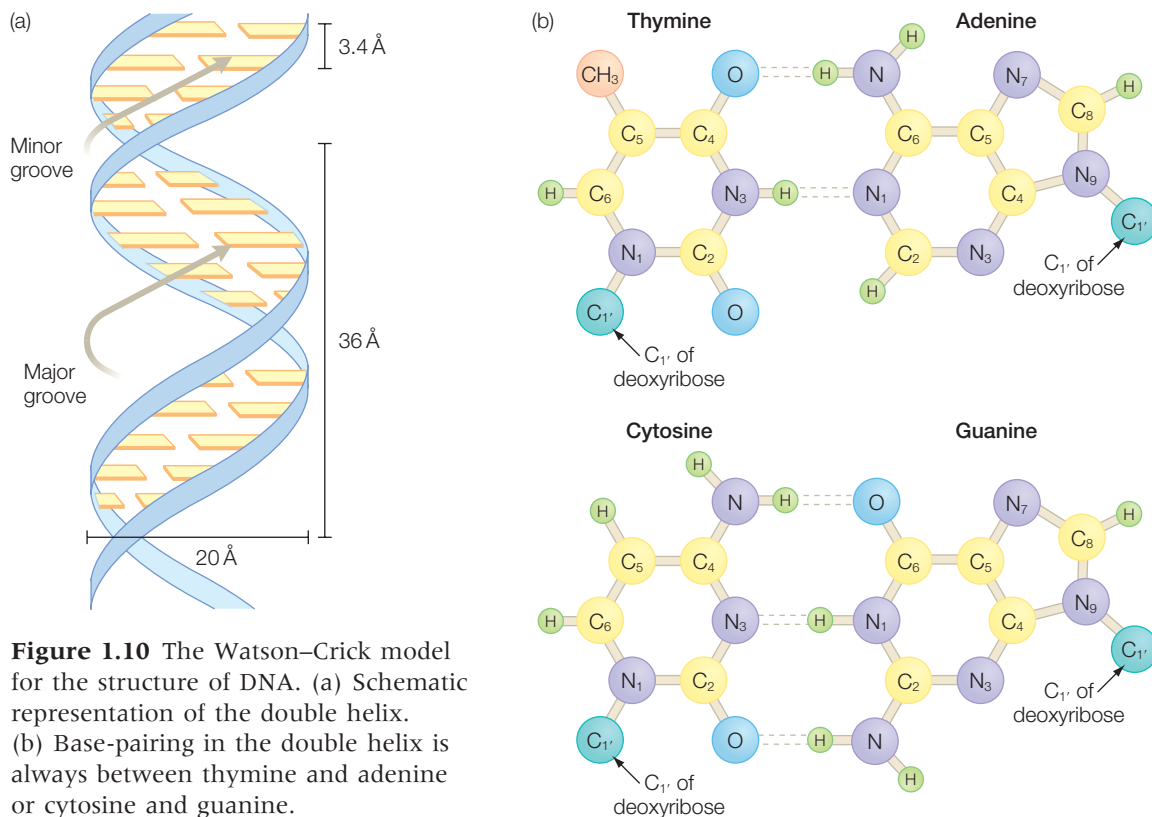 (a)
3.4 Å
Minor
groove
36 Å
Major
groove
20 Å
Figure 1.10 The Watson–Crick model
for the structure of DNA. (a) Schematic
representation of the double helix.
(b) Base-pairing in the double helix is
always between thymine and adenine
or cytosine and guanine.
(b)
Thymine Adenine
H
CH₃ O H N N₇ H
C₅ C₄ C₆ C₅ C₈
H C₆ N₃ H N₁ C₄ N₉
N₁ C₂ C₂ N₃ C₁′
H
C₁′ O
C₁′ of
deoxyribose
C₁′ of
deoxyribose
Cytosine Guanine
H
H N H O N₇ H
C₅ C₄ C₆ C₅ C₈
H C₆ N₃ H N₁ C₄ N₉
N₁ C₂ C₂ N₃ C₁′
C₁′ O H N
H
C₁′ of
deoxyribose
C₁′ of
deoxyribose